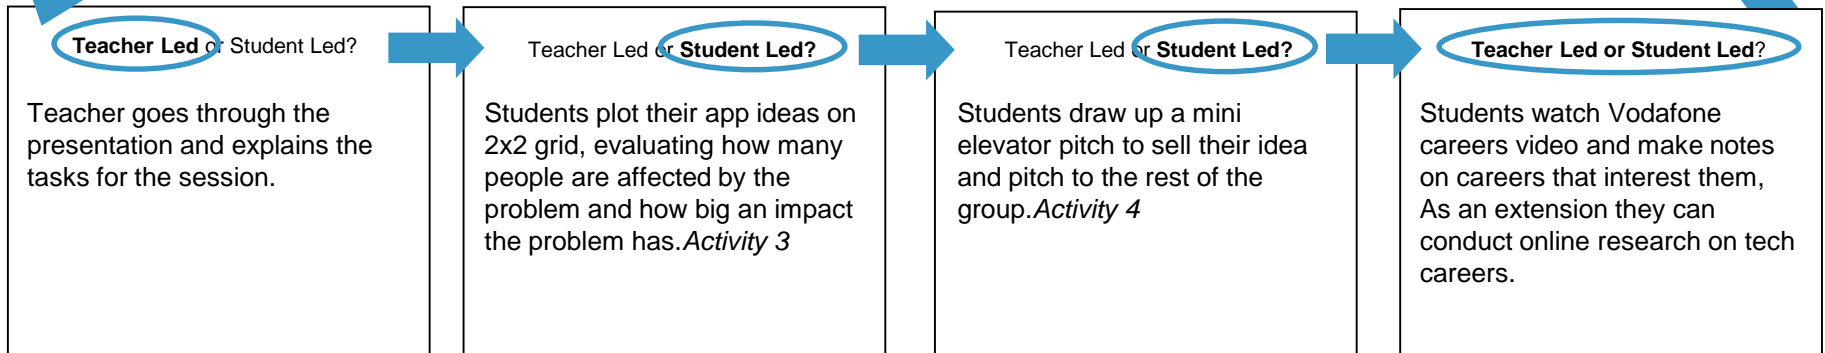 Teacher Led or Student Led?
Teacher goes through the
presentation and explains the
tasks for the session.
Teacher Led or Student Led?
Students plot their app ideas on
2x2 grid, evaluating how many
people are affected by the
problem and how big an impact
the problem has.Activity 3
Teacher Led or Student Led?
Students draw up a mini
elevator pitch to sell their idea
and pitch to the rest of the
group.Activity 4
Teacher Led or Student Led?
Students watch Vodafone
careers video and make notes
on careers that interest them,
As an extension they can
conduct online research on tech
careers.